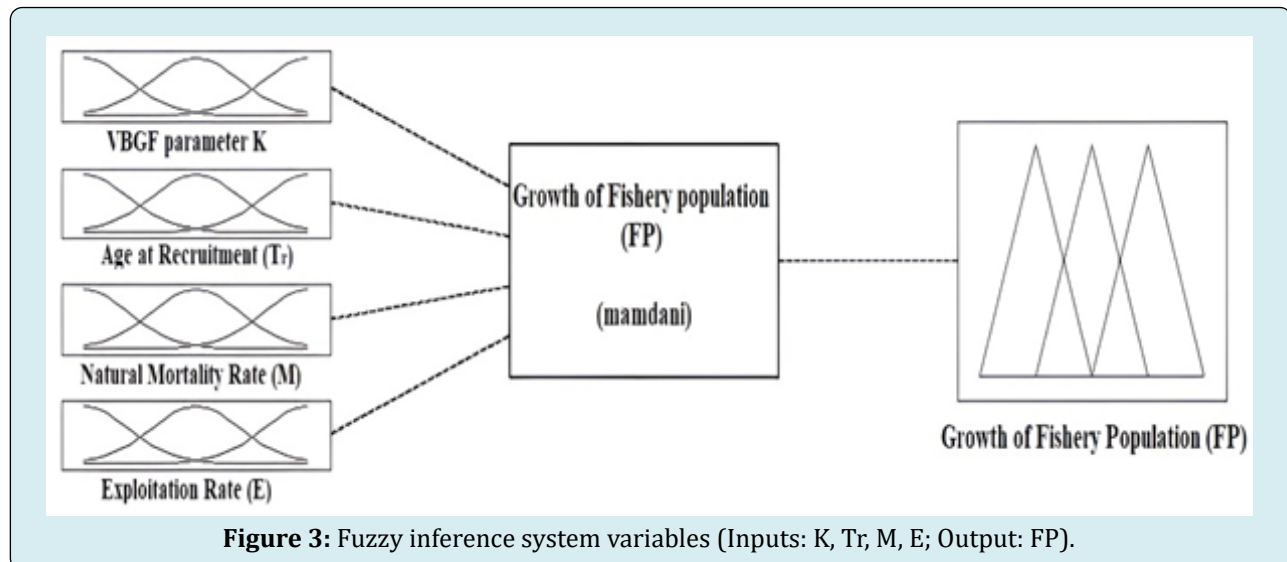 VBGF parameter K
Age at Recruitment (Tr)
Natural Mortality Rate (M)
Exploitation Rate (E)
Growth of Fishery population
(FP)
(mamdani)
Growth of Fishery Population (FP)
Figure 3: Fuzzy inference system variables (Inputs: K, Tr, M, E; Output: FP).